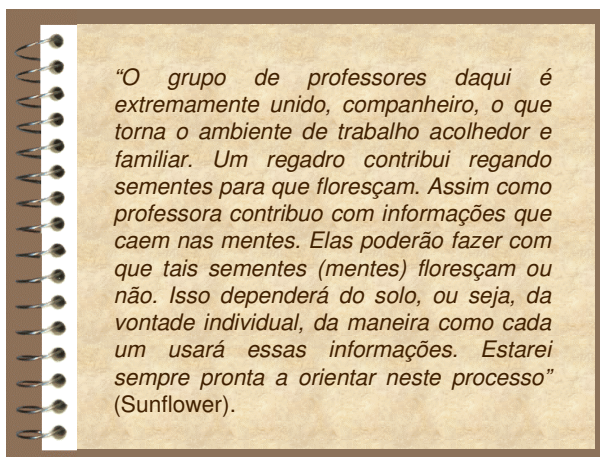 “O grupo de professores daqui é
extremamente unido, companheiro, o que
torna o ambiente de trabalho acolhedor e
familiar. Um regadro contribui regando
sementes para que floresçam. Assim como
professora contribuo com informações que
caem nas mentes. Elas poderão fazer com
que tais sementes (mentes) floresçam ou
não. Isso dependerá do solo, ou seja, da
vontade individual, da maneira como cada
um usará essas informações. Estarei
sempre pronta a orientar neste processo”
(Sunflower).